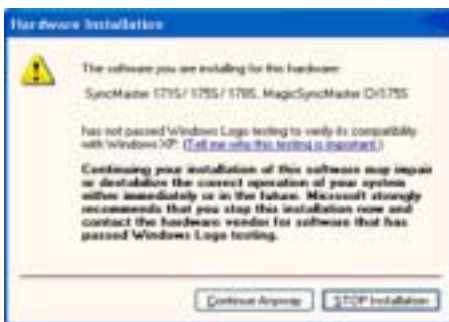 Hardware Installation
The software you are installing for this hardware:
SyncMaster 171S/ 175S/ 178S, MagicSyncMaster
has not passed Windows Logo testing to verify its compatibility
with Windows XP. (Tell me why this testing is important.)
Continuing your installation of this software may impair
or destabilize the correct operation of your system
either immediately or in the future. Microsoft strongly
recommends that you stop this installation now and
contact the hardware vendor for software that has
passed Windows Logo testing.
Continue Anyway
STOP Installation